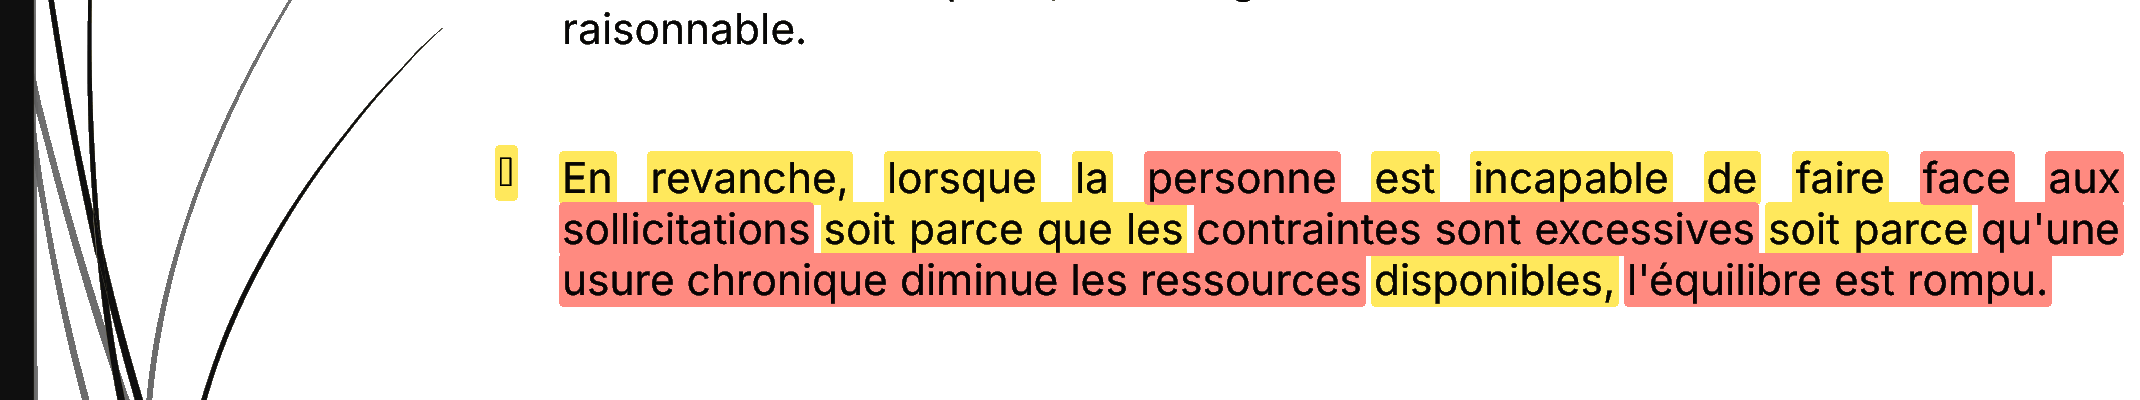 raisonnable.
En revanche, lorsque la personne est incapable de faire face aux
sollicitations soit parce que les contraintes sont excessives soit parce qu'une
usure chronique diminue les ressources disponibles, l'équilibre est rompu.